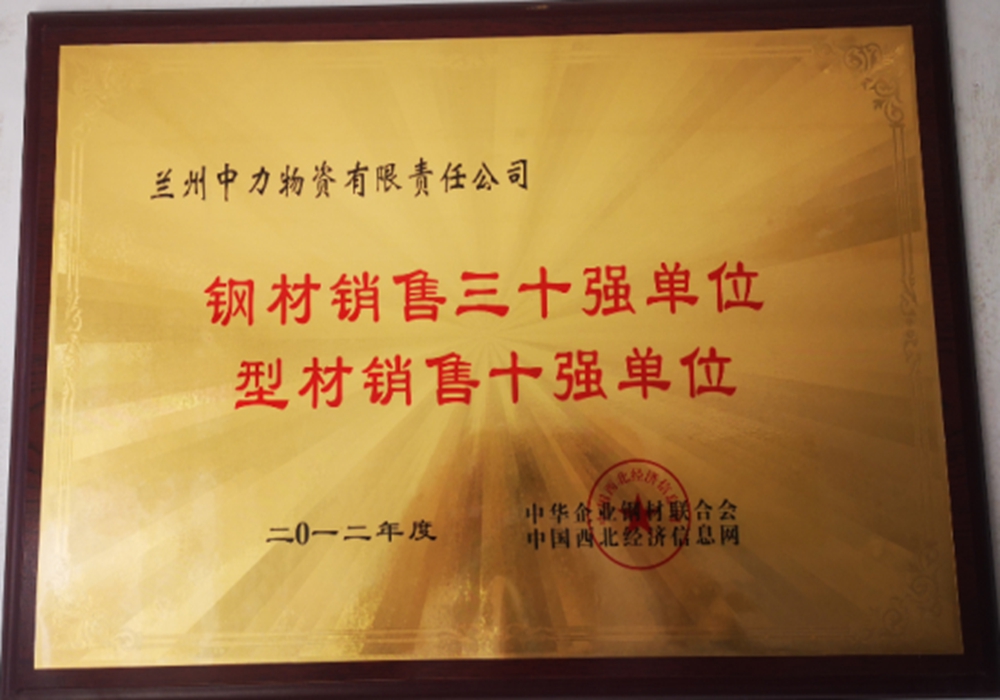 兰州中力物资有限责任公司
钢材销售三十强单位
型材销售十强单位
二0一二年度
中华企业钢材联合会
中国西北经济信息网